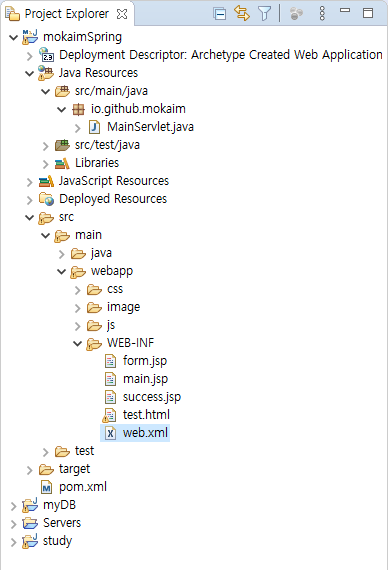 Project Explorer
mokaimSpring
Deployment Descriptor: Archetype Created Web Application
Java Resources
src/main/java
io.github.mokaim
MainServlet.java
src/test/java
Libraries
JavaScript Resources
Deployed Resources
src
main
java
webapp
css
image
js
WEB-INF
form.jsp
main.jsp
success.jsp
test.html
web.xml
test
target
pom.xml
myDB
Servers
study